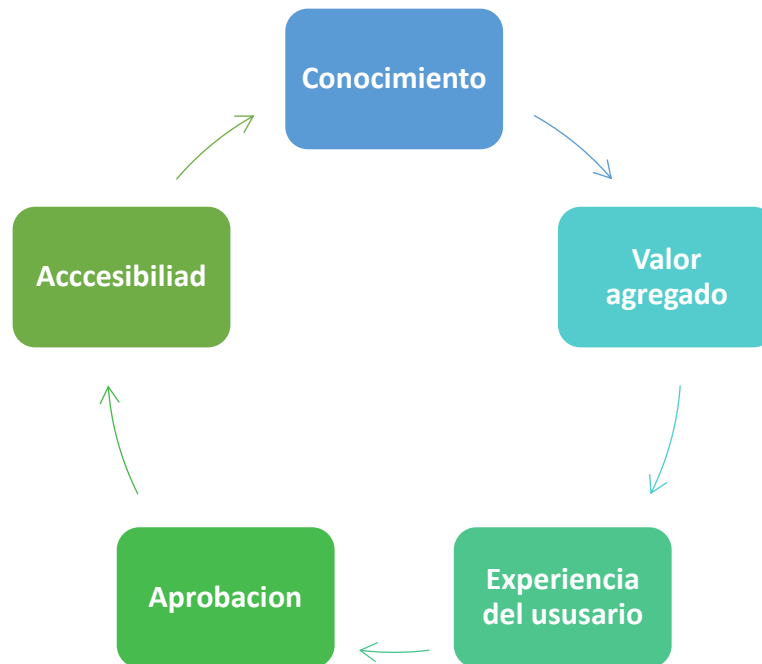 Conocimiento
Valor
agregado
Experiencia
del ususario
Aprobacion
Acccesibiliad